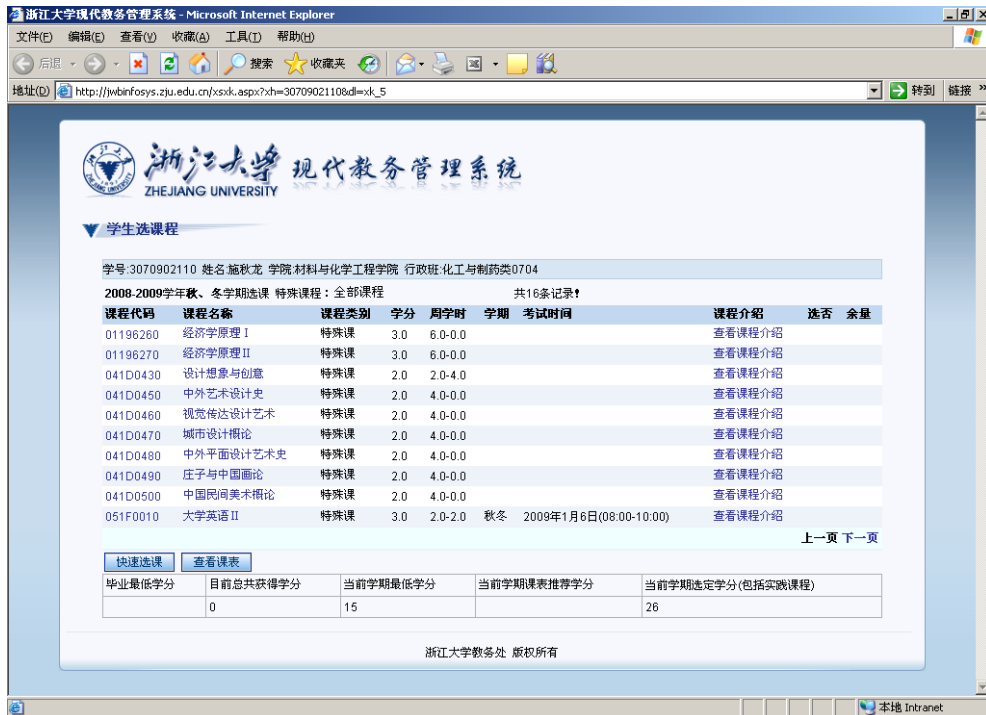 浙江大学现代教务管理系统 - Microsoft Internet Explorer
文件(F) 编辑(E) 查看(V) 收藏(A) 工具(T) 帮助(H)
后退 搜索 收藏夹
地址(D) http://jwbinfosys.zju.edu.cn/xsxk.aspx?xh=3070902110&dl=xk_5 转到 链接 »
浙江大学 现代教务管理系统
ZHEJIANG UNIVERSITY
学生选课程
学号:3070902110 姓名:施秋龙 学院:材料与化学工程学院 行政班:化工与制药类0704
2008-2009学年秋、冬学期选课 特殊课程：全部课程 共16条记录!
课程代码 课程名称 课程类别 学分 周学时 学期 考试时间 课程介绍 选否 余量
01196260 经济学原理 I 特殊课 3.0 6.0-0.0 查看课程介绍
01196270 经济学原理II 特殊课 3.0 6.0-0.0 查看课程介绍
041D0430 设计想象与创意 特殊课 2.0 2.0-4.0 查看课程介绍
041D0450 中外艺术设计史 特殊课 2.0 4.0-0.0 查看课程介绍
041D0460 视觉传达设计艺术 特殊课 2.0 4.0-0.0 查看课程介绍
041D0470 城市设计概论 特殊课 2.0 4.0-0.0 查看课程介绍
041D0480 中外平面设计艺术史 特殊课 2.0 4.0-0.0 查看课程介绍
041D0490 庄子与中国画论 特殊课 2.0 4.0-0.0 查看课程介绍
041D0500 中国民间美术概论 特殊课 2.0 4.0-0.0 查看课程介绍
051F0010 大学英语II 特殊课 3.0 2.0-2.0 秋冬 2009年1月6日(08:00-10:00) 查看课程介绍
上一页 下一页
快速选课 查看课表
毕业最低学分 目前总共获得学分 当前学期最低学分 当前学期课表推荐学分 当前学期选定学分(包括实践课程)
0 15 26
浙江大学教务处 版权所有
本地 Intranet